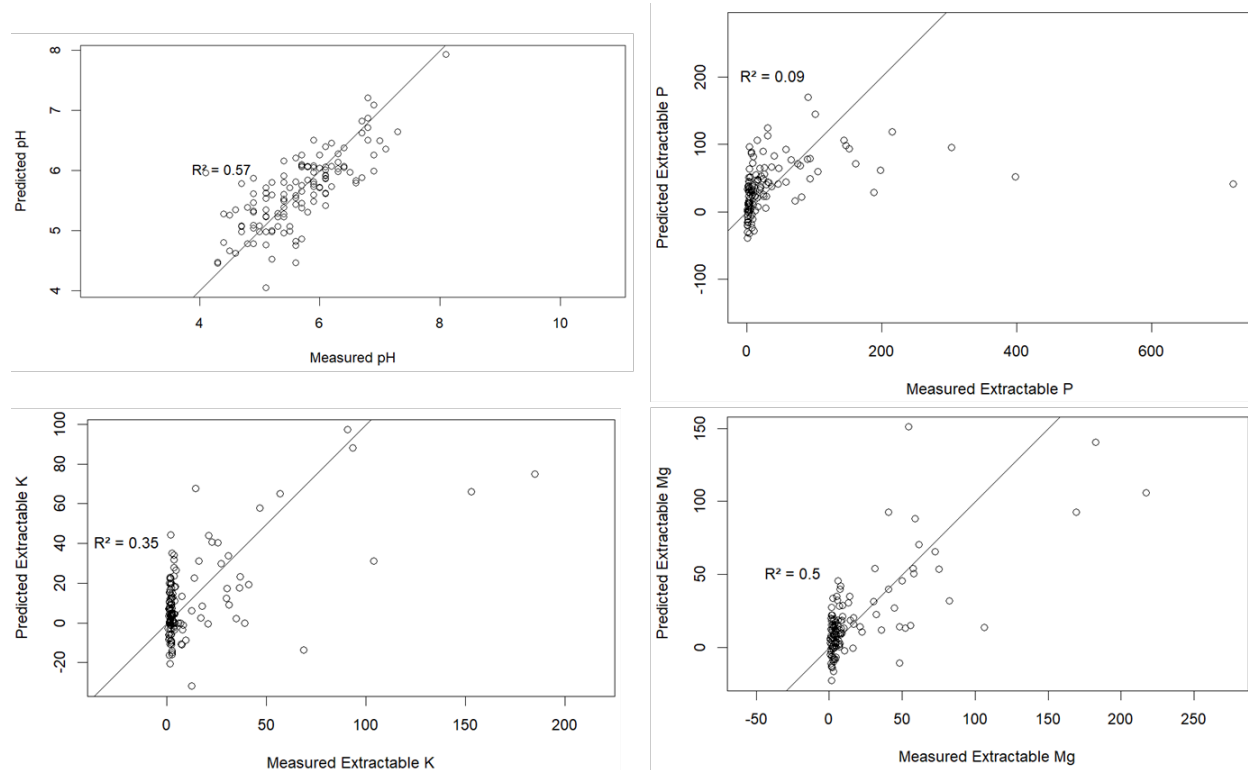 8
7
6
5
4
Predicted pH
R² = 0.57
4 6 8 10
Measured pH
200
100
0
-100
Predicted Extractable P
R² = 0.09
0 200 400 600
Measured Extractable P
100
80
60
40
20
0
-20
Predicted Extractable K
R² = 0.35
0 50 100 150 200
Measured Extractable K
150
100
50
0
Predicted Extractable Mg
R² = 0.5
-50 0 50 100 150 200 250
Measured Extractable Mg